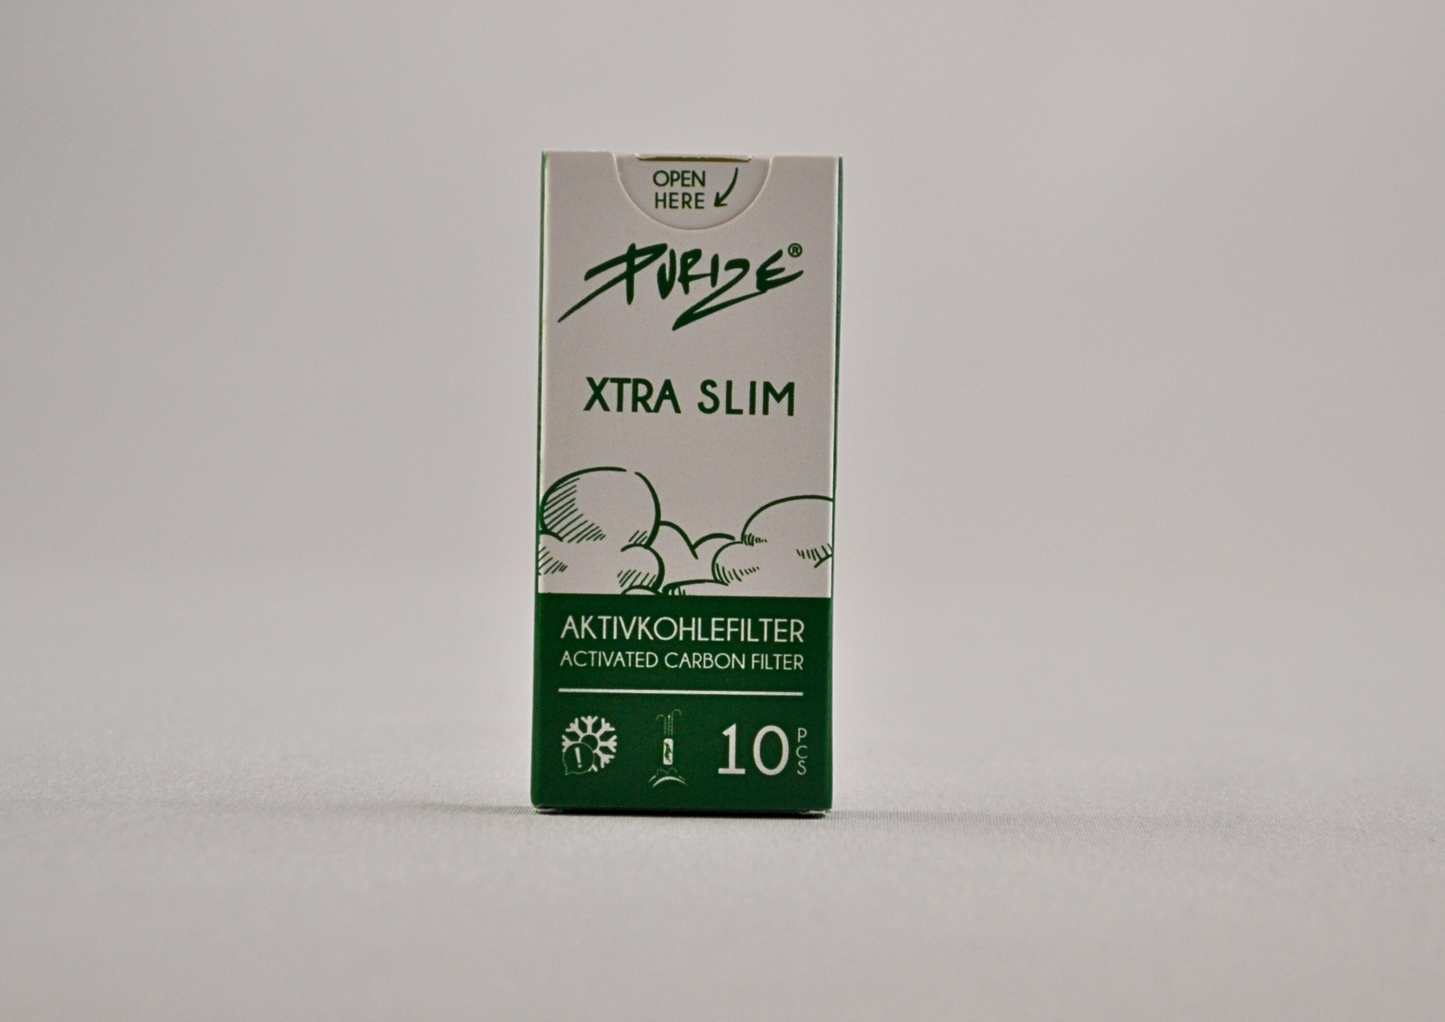 OPEN
HERE
PURIZE®
XTRA SLIM
AKTIVKOHLEFILTER
ACTIVATED CARBON FILTER
10 PCS